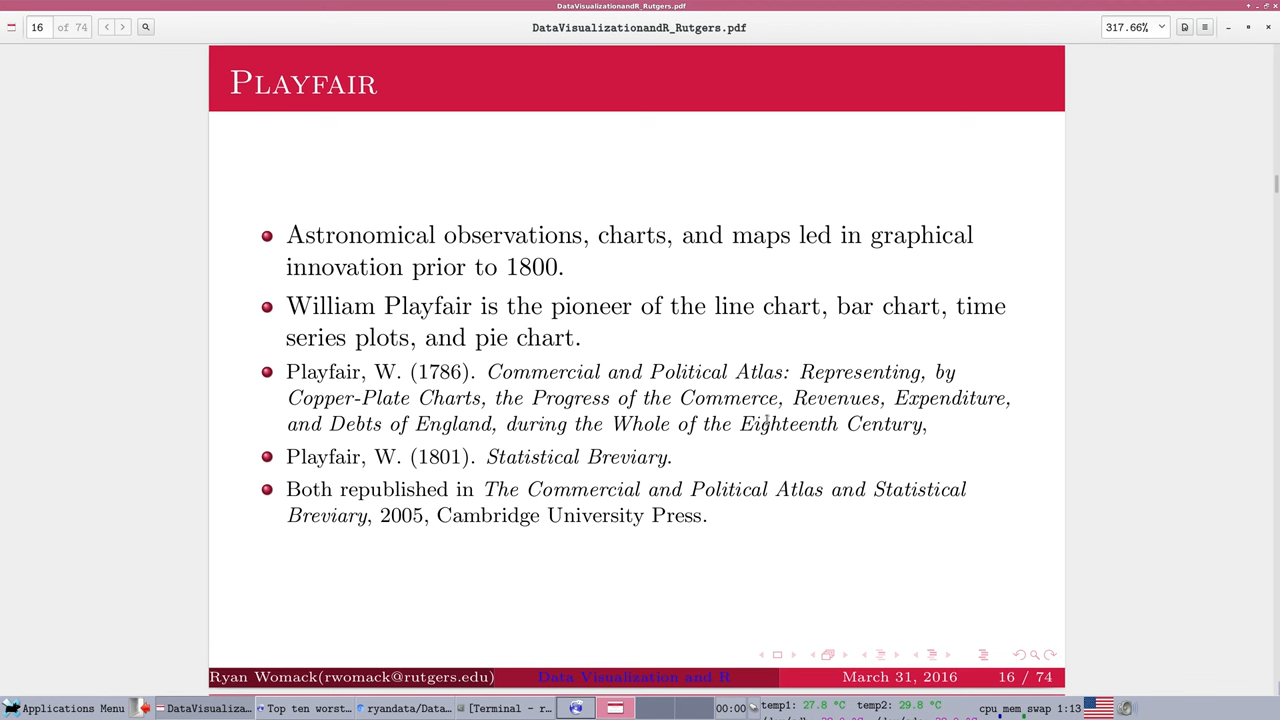 DataVisualizationandR_Rutgers.pdf
16 of 74
DataVisualizationandR_Rutgers.pdf
317.66%
PLAYFAIR
Astronomical observations, charts, and maps led in graphical
innovation prior to 1800.
William Playfair is the pioneer of the line chart, bar chart, time
series plots, and pie chart.
Playfair, W. (1786). Commercial and Political Atlas: Representing, by
Copper-Plate Charts, the Progress of the Commerce, Revenues, Expenditure,
and Debts of England, during the Whole of the Eighteenth Century,
Playfair, W. (1801). Statistical Breviary.
Both republished in The Commercial and Political Atlas and Statistical
Breviary, 2005, Cambridge University Press.
Ryan Womack(rwomack@rutgers.edu) Data Visualization and R March 31, 2016 16 / 74
Applications Menu DataVisualiza... Top ten worst... ryan/Data... [Terminal - r... 00:00 temp1: 27.8 °C temp2: 29.8 °C cpu mem swap 1:13